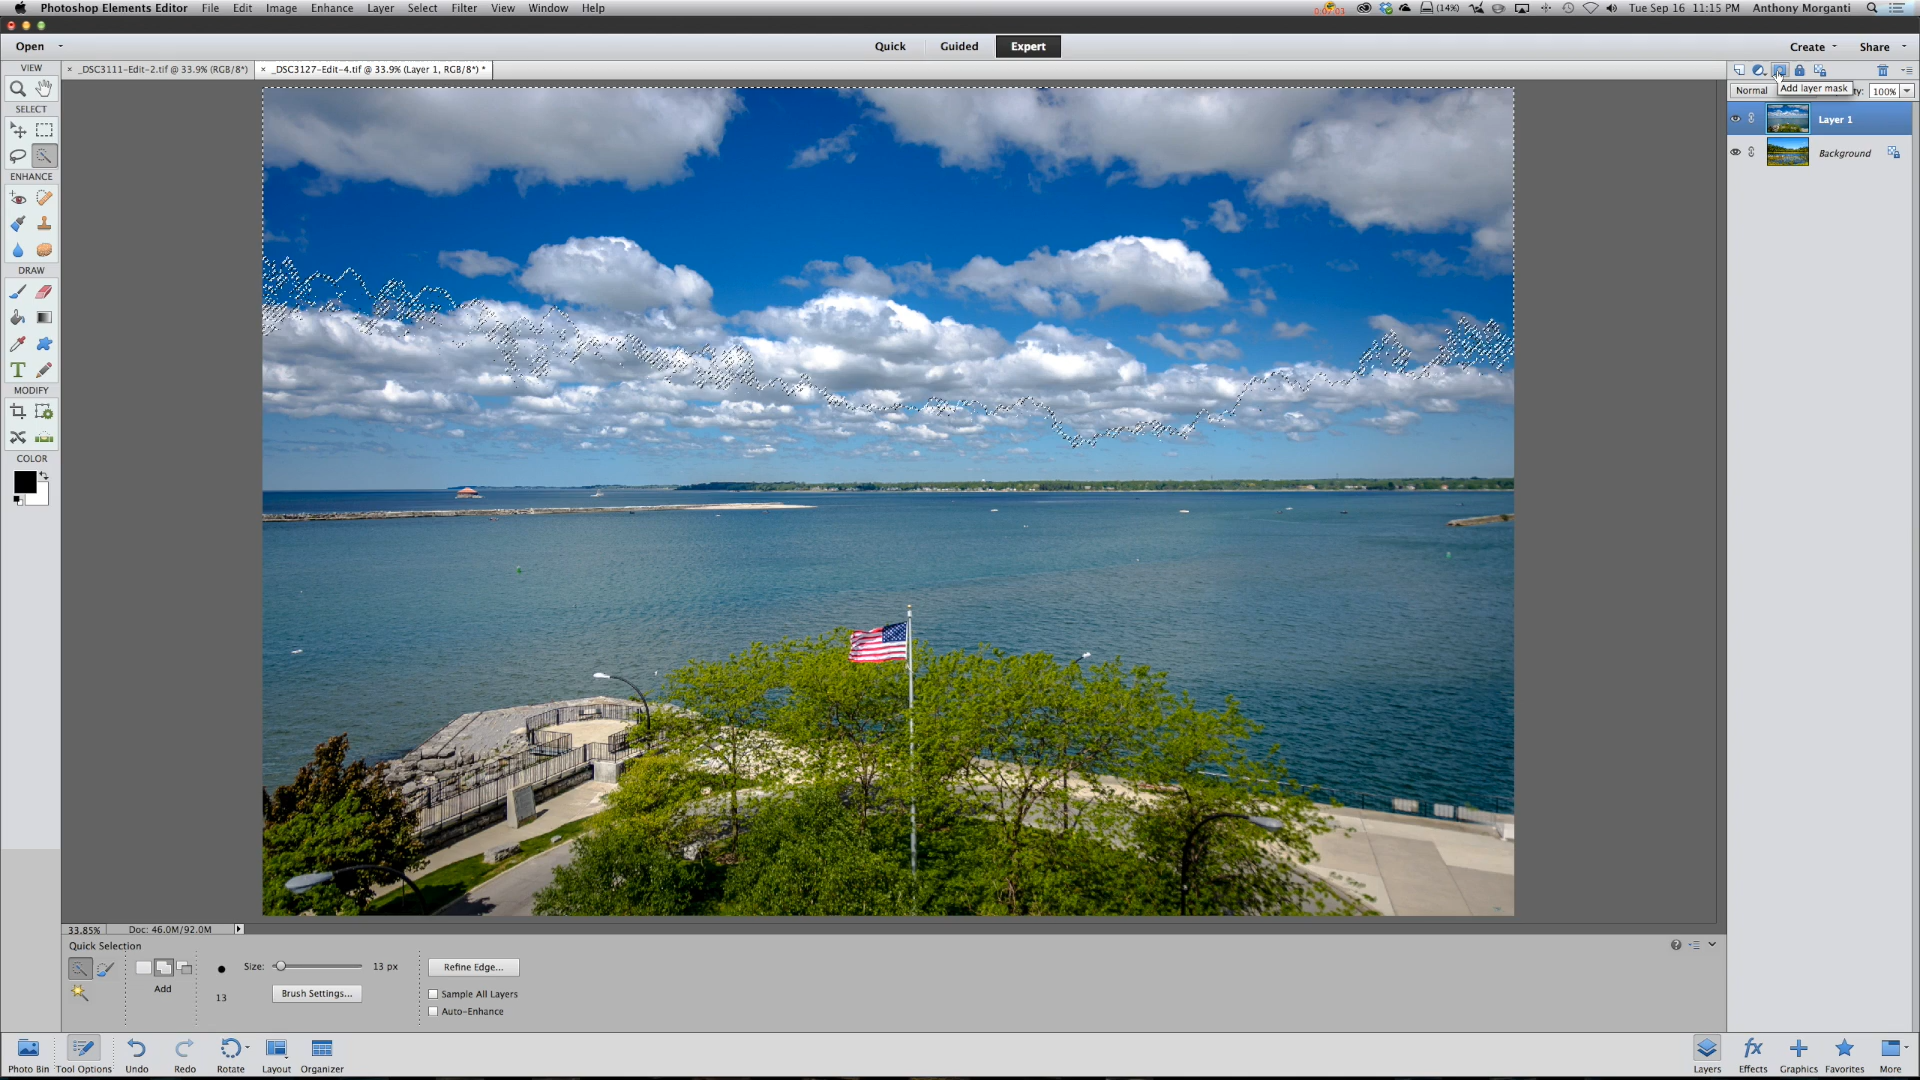 Photoshop Elements Editor File Edit Image Enhance Layer Select Filter View Window Help (14%) Tue Sep 16 11:15 PM Anthony Morganti
Open Quick Guided Expert Create Share
VIEW
× _DSC3111-Edit-2.tif @ 33.9% (RGB/8*) × _DSC3127-Edit-4.tif @ 33.9% (Layer 1, RGB/8*) *
Normal Add layer mask 100%
SELECT
Layer 1
Background
ENHANCE
DRAW
T
MODIFY
COLOR
33.85% Doc: 46.0M/92.0M
Quick Selection
Size: 13 px Refine Edge...
Add
13 Brush Settings... Sample All Layers
Auto-Enhance
Photo Bin Tool Options Undo Redo Rotate Layout Organizer fx Layers Effects Graphics Favorites More